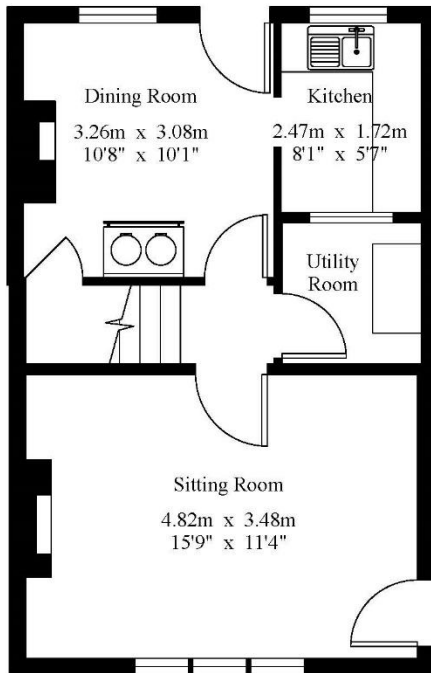 Dining Room
3.26m x 3.08m
10'8" x 10'1"
Kitchen
2.47m x 1.72m
8'1" x 5'7"
Utility
Room
Sitting Room
4.82m x 3.48m
15'9" x 11'4"